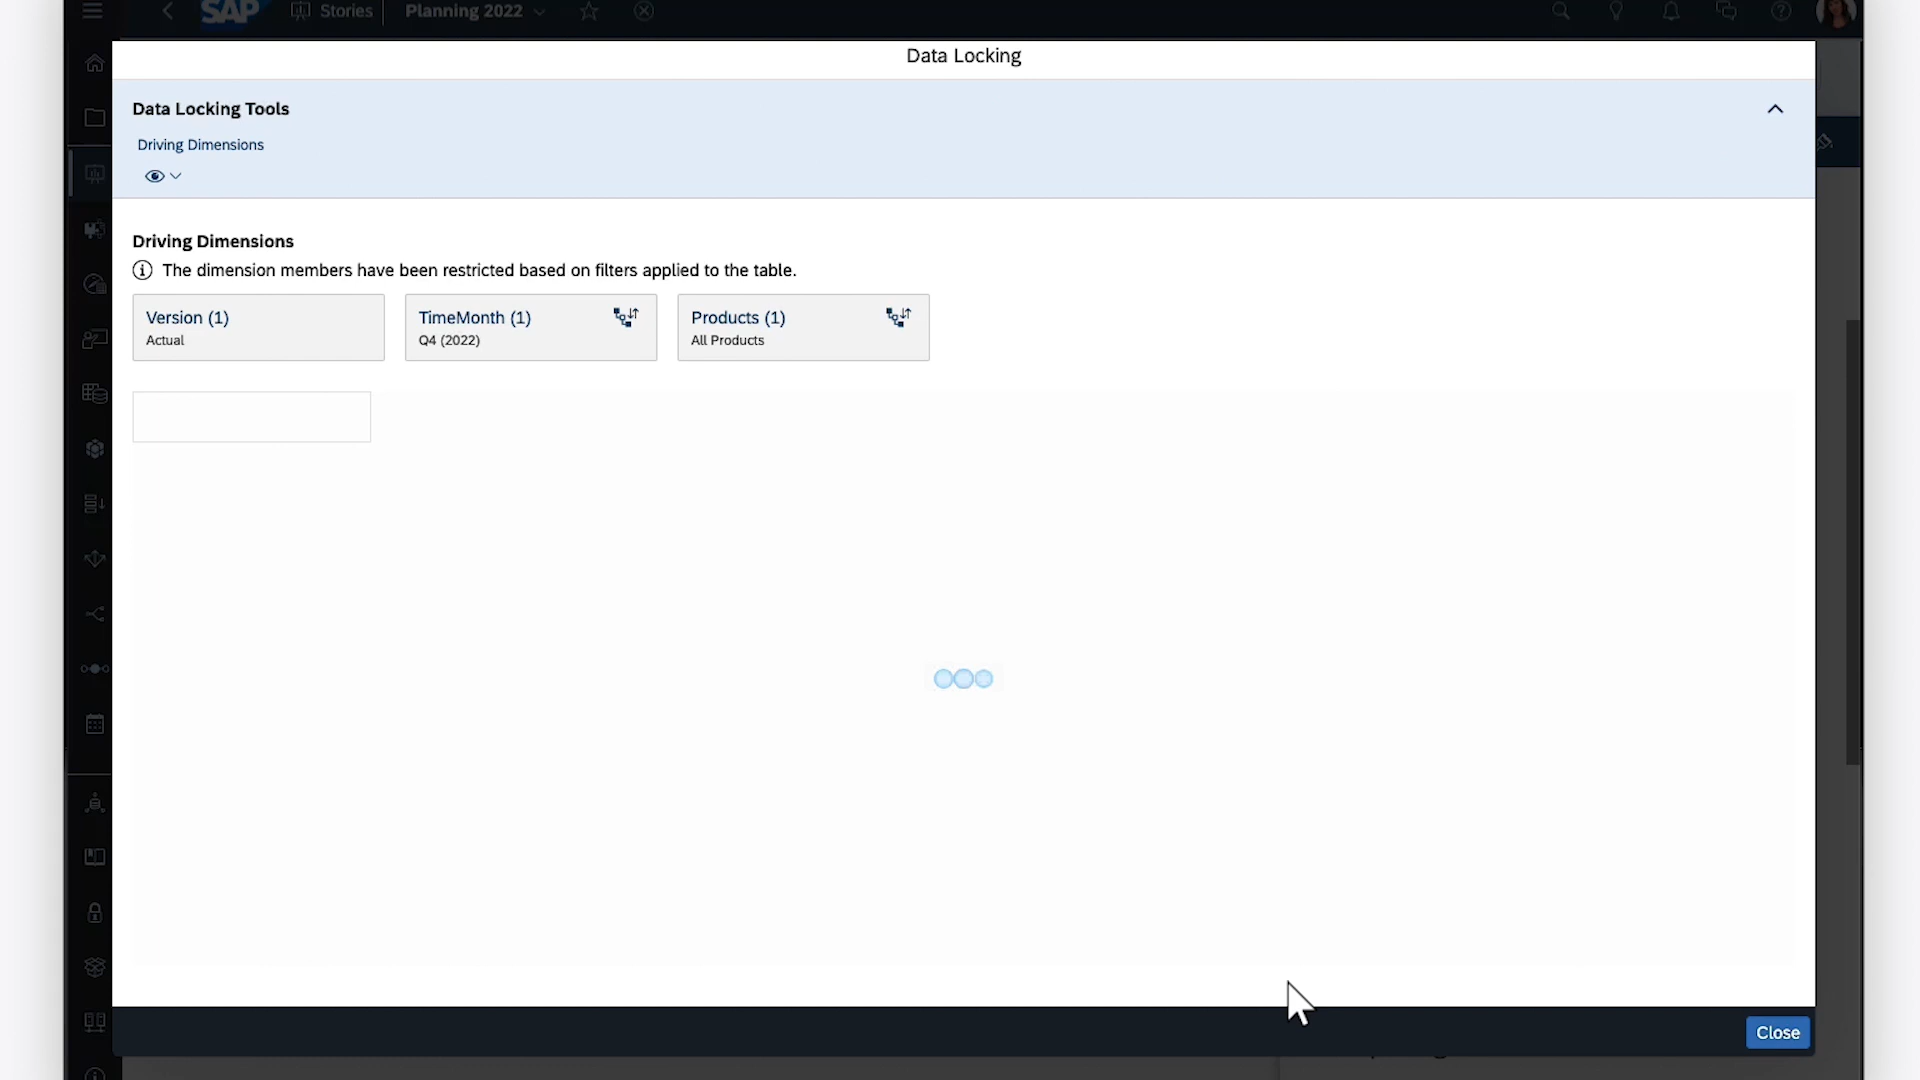 SAP
Stories
Planning 2022
Data Locking
Data Locking Tools
Driving Dimensions
Driving Dimensions
The dimension members have been restricted based on filters applied to the table.
Version (1)
Actual
TimeMonth (1)
Q4 (2022)
Products (1)
All Products
Close